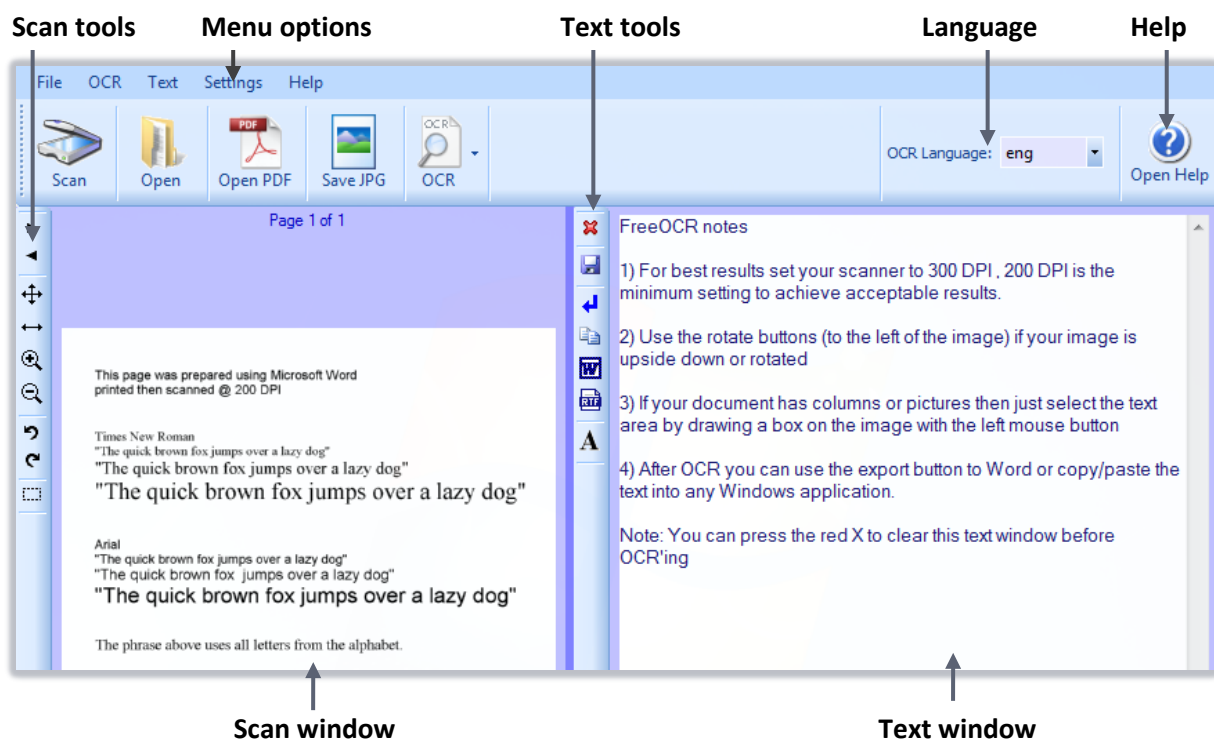 Scan tools Menu options Text tools Language Help
File OCR Text Settings Help
PDF OCR
Scan Open Open PDF Save JPG OCR OCR Language: eng Open Help
Page 1 of 1
This page was prepared using Microsoft Word
printed then scanned @ 200 DPI
Times New Roman
"The quick brown fox jumps over a lazy dog"
"The quick brown fox jumps over a lazy dog"
"The quick brown fox jumps over a lazy dog"
Arial
"The quick brown fox jumps over a lazy dog"
"The quick brown fox jumps over a lazy dog"
"The quick brown fox jumps over a lazy dog"
The phrase above uses all letters from the alphabet.
W
RTF
A
FreeOCR notes
1) For best results set your scanner to 300 DPI , 200 DPI is the
minimum setting to achieve acceptable results.
2) Use the rotate buttons (to the left of the image) if your image is
upside down or rotated
3) If your document has columns or pictures then just select the text
area by drawing a box on the image with the left mouse button
4) After OCR you can use the export button to Word or copy/paste the
text into any Windows application.
Note: You can press the red X to clear this text window before
OCR'ing
Scan window Text window